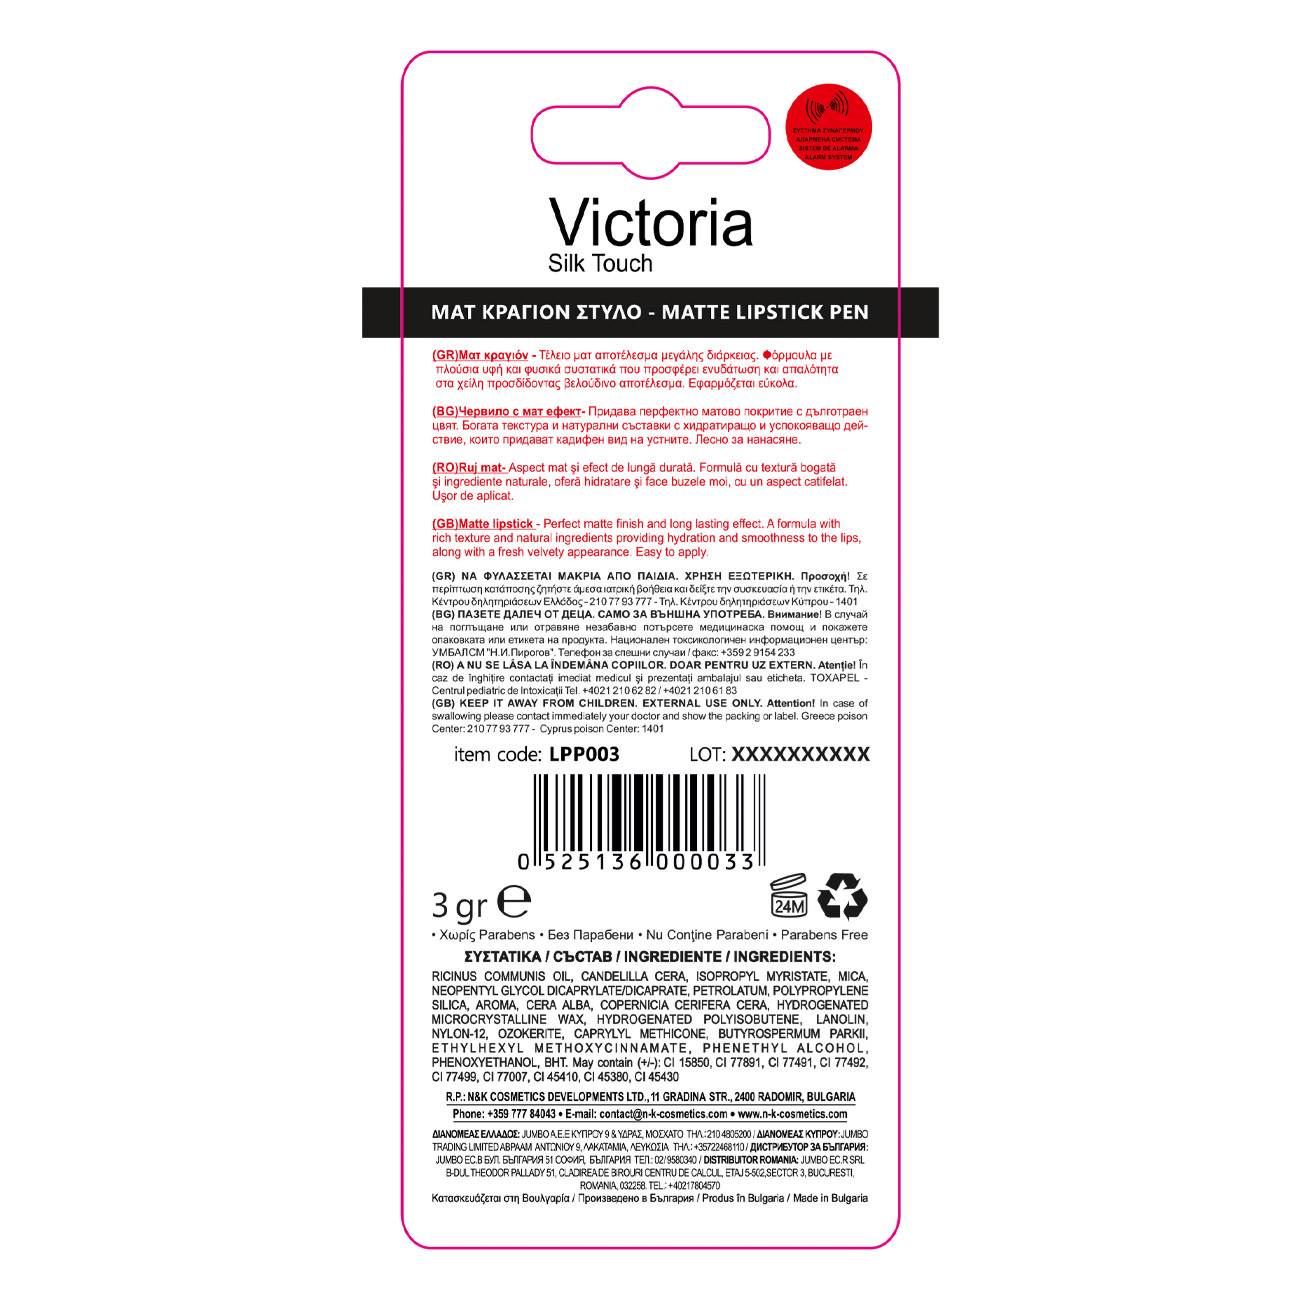 ΣΥΣΤΗΜΑ ΣΥΝΑΓΕΡΜΟΥ
АЛАРМЕНА СИСТЕМА
SISTEM DE ALARMA
ALARM SYSTEM
Victoria
Silk Touch
ΜΑΤ ΚΡΑΓΙΟΝ ΣΤΥΛΟ - MATTE LIPSTICK PEN
(GR)Ματ κραγιόν - Τέλειο ματ αποτέλεσμα μεγάλης διάρκειας. Φόρμουλα με
πλούσια υφή και φυσικά συστατικά που προσφέρει ενυδάτωση και απαλότητα
στα χείλη προσδίδοντας βελούδινο αποτέλεσμα. Εφαρμόζεται εύκολα.
(BG)Червило с мат ефект- Придава перфектно матово покритие с дълготраен
цвят. Богата текстура и натурални съставки с хидратиращо и успокояващо дей-
ствие, които придават кадифен вид на устните. Лесно за нанасяне.
(RO)Ruj mat- Aspect mat și efect de lungă durată. Formulă cu textură bogată
și ingrediente naturale, oferă hidratare și face buzele moi, cu un aspect catifelat.
Ușor de aplicat.
(GB)Matte lipstick - Perfect matte finish and long lasting effect. A formula with
rich texture and natural ingredients providing hydration and smoothness to the lips,
along with a fresh velvety appearance. Easy to apply.
(GR) ΝΑ ΦΥΛΑΣΣΕΤΑΙ ΜΑΚΡΙΑ ΑΠΟ ΠΑΙΔΙΑ. ΧΡΗΣΗ ΕΞΩΤΕΡΙΚΗ. Προσοχή! Σε
περίπτωση κατάποσης ζητήστε άμεσα ιατρική βοήθεια και δείξτε την συσκευασία ή την ετικέτα. Τηλ.
Κέντρου δηλητηριάσεων Ελλάδος - 210 77 93 777 - Τηλ. Κέντρου δηλητηριάσεων Κύπρου - 1401
(BG) ПАЗЕТЕ ДАЛЕЧ ОТ ДЕЦА. САМО ЗА ВЪНШНА УПОТРЕБА. Внимание! В случай
на поглъщане или отравяне незабавно потърсете медицинаска помощ и покажете
опаковката или етикета на продукта. Национален токсикологичен информационен център:
УМБАЛСМ "Н.И.Пирогов". Телефон за спешни случаи / факс: +359 2 9154 233
(RO) A NU SE LĂSA LA ÎNDEMÂNA COPIILOR. DOAR PENTRU UZ EXTERN. Atenție! În
caz de înghițire contactați imediat medicul și prezentați ambalajul sau eticheta. TOXAPEL -
Centrul pediatric de Intoxicații Tel. +4021 210 62 82 / +4021 210 61 83
(GB) KEEP IT AWAY FROM CHILDREN. EXTERNAL USE ONLY. Attention! In case of
swallowing please contact immediately your doctor and show the packing or label. Greece poison
Center: 210 77 93 777 - Cyprus poison Center: 1401
item code: LPP003 LOT: XXXXXXXXXX
0 525136 000033
3 gr e 24M
• Χωρίς Parabens • Без Парабени • Nu Conține Parabeni • Parabens Free
ΣΥΣΤΑΤΙΚΑ / СЪСТАВ / INGREDIENTE / INGREDIENTS:
RICINUS COMMUNIS OIL, CANDELILLA CERA, ISOPROPYL MYRISTATE, MICA,
NEOPENTYL GLYCOL DICAPRYLATE/DICAPRATE, PETROLATUM, POLYPROPYLENE
SILICA, AROMA, CERA ALBA, COPERNICIA CERIFERA CERA, HYDROGENATED
MICROCRYSTALLINE WAX, HYDROGENATED POLYISOBUTENE, LANOLIN,
NYLON-12, OZOKERITE, CAPRYLYL METHICONE, BUTYROSPERMUM PARKII,
ETHYLHEXYL METHOXYCINNAMATE, PHENETHYL ALCOHOL,
PHENOXYETHANOL, BHT. May contain (+/-): CI 15850, CI 77891, CI 77491, CI 77492,
CI 77499, CI 77007, CI 45410, CI 45380, CI 45430
R.P.: N&K COSMETICS DEVELOPMENTS LTD., 11 GRADINA STR., 2400 RADOMIR, BULGARIA
Phone: +359 777 84043 • E-mail: contact@n-k-cosmetics.com • www.n-k-cosmetics.com
ΔΙΑΝΟΜΕΑΣ ΕΛΛΑΔΟΣ: JUMBO A.E.E ΚΥΠΡΟΥ 9 & ΥΔΡΑΣ, ΜΟΣΧΑΤΟ ΤΗΛ.:210 4805200 / ΔΙΑΝΟΜΕΑΣ ΚΥΠΡΟΥ:JUMBO
TRADING LIMITED ΑΒΡΑΑΜ ΑΝΤΩΝΙΟΥ 9, ΛΑΚΑΤΑΜΙΑ, ΛΕΥΚΩΣΙΑ ΤΗΛ.: +35722468110 / ДИСТРИБУТОР ЗА БЪЛГАРИЯ:
JUMBO EC.B БУЛ. БЪЛГАРИЯ 51 СОФИЯ, БЪЛГАРИЯ ТЕЛ.: 02/ 9580340 / DISTRIBUITOR ROMANIA: JUMBO EC.R SRL
B-DUL THEODOR PALLADY 51, CLADIREA DE BIROURI CENTRU DE CALCUL, ETAJ 5-502,SECTOR 3, BUCURESTI,
ROMANIA, 032258. TEL.: +40217804570
Κατασκευάζεται στη Βουλγαρία / Произведено в България / Produs în Bulgaria / Made in Bulgaria